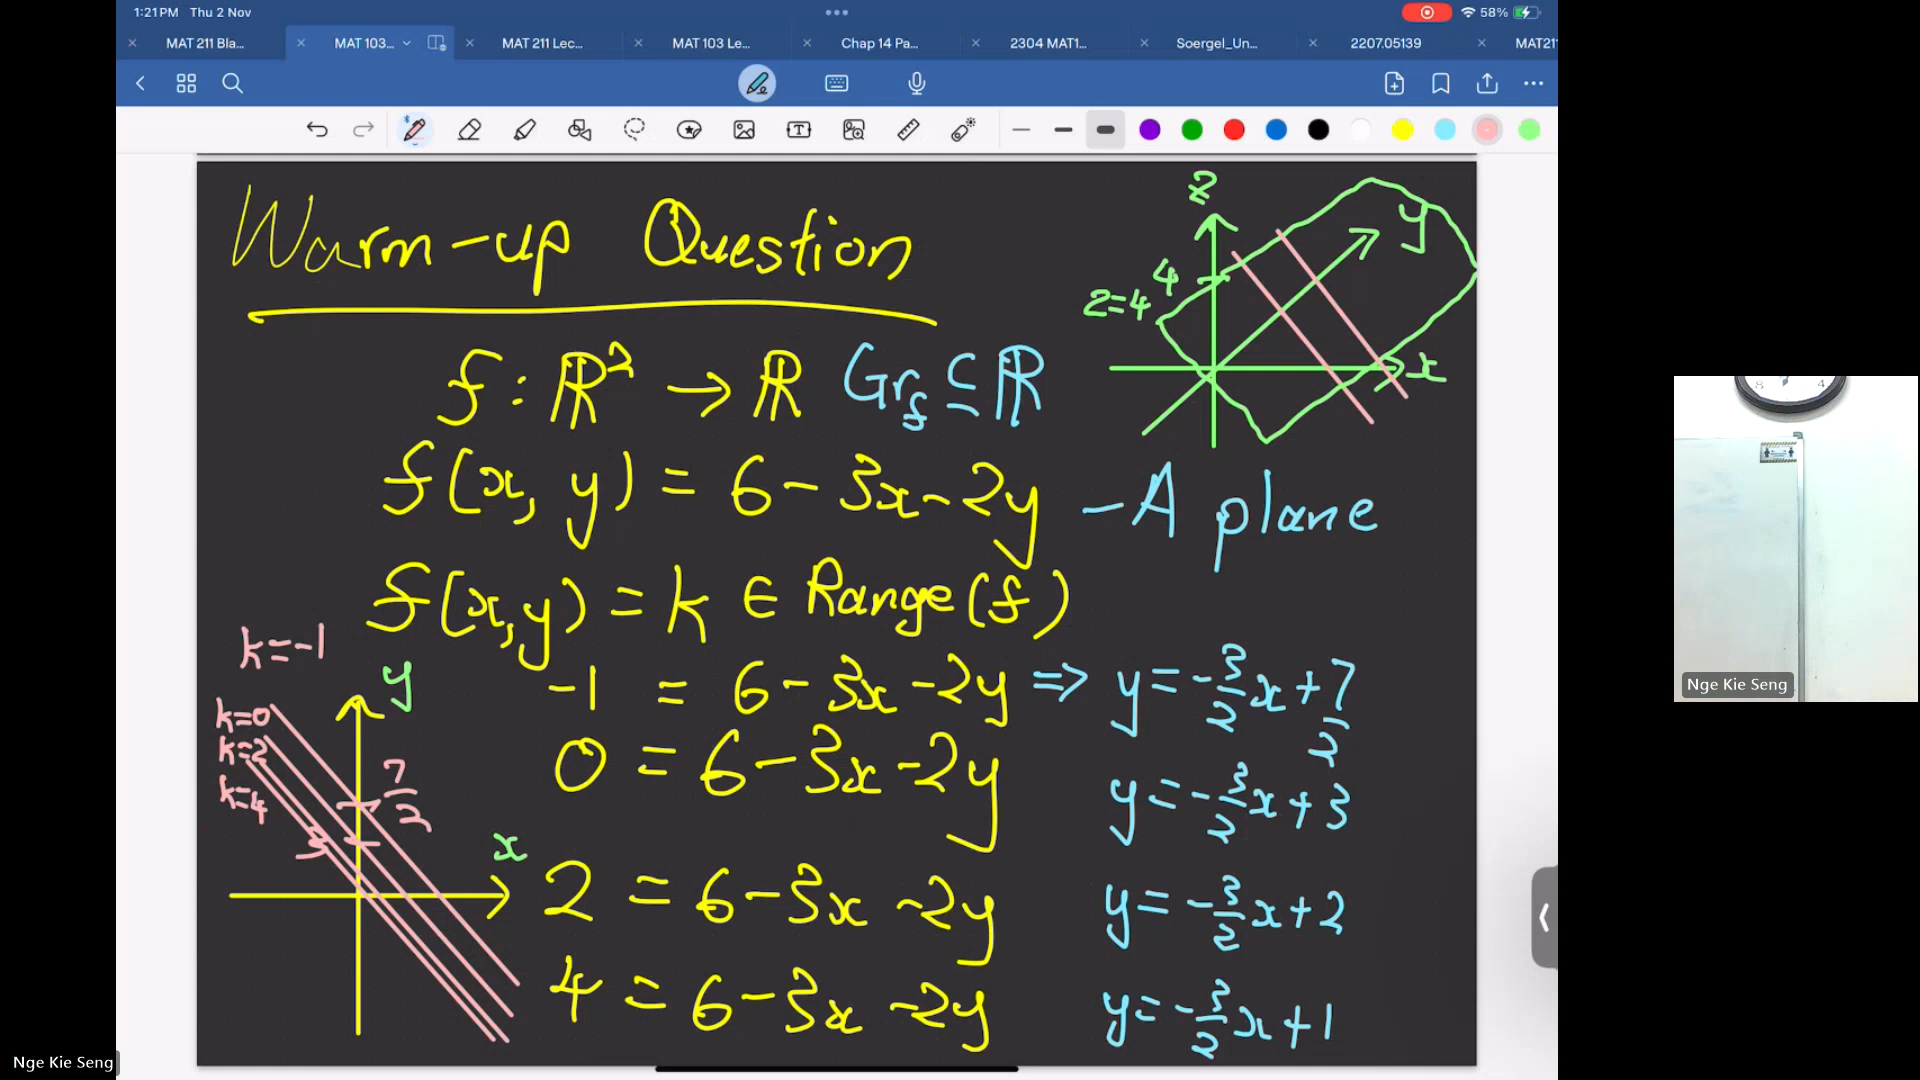 1:21 PM Thu 2 Nov
58%
MAT 211 Bla...
MAT 103...
MAT 211 Lec...
MAT 103 Le...
Chap 14 Pa...
2304 MAT1...
Soergel_Un...
2207.05139
MAT21
Warm-up Question
z
y
4
z=4
x
f : ℝ² → ℝ Gr_f ⊆ ℝ
f(x, y) = 6 - 3x - 2y - A plane
f(x,y) = k ∈ Range(f)
k=-1
y
-1 = 6 - 3x - 2y ⇒ y = -3/2 x + 7/2
k=0
k=2
k=4
7/2
3
x
0 = 6 - 3x - 2y y = -3/2 x + 3
2 = 6 - 3x - 2y y = -3/2 x + 2
4 = 6 - 3x - 2y y = -3/2 x + 1
8 4
Nge Kie Seng
Nge Kie Seng